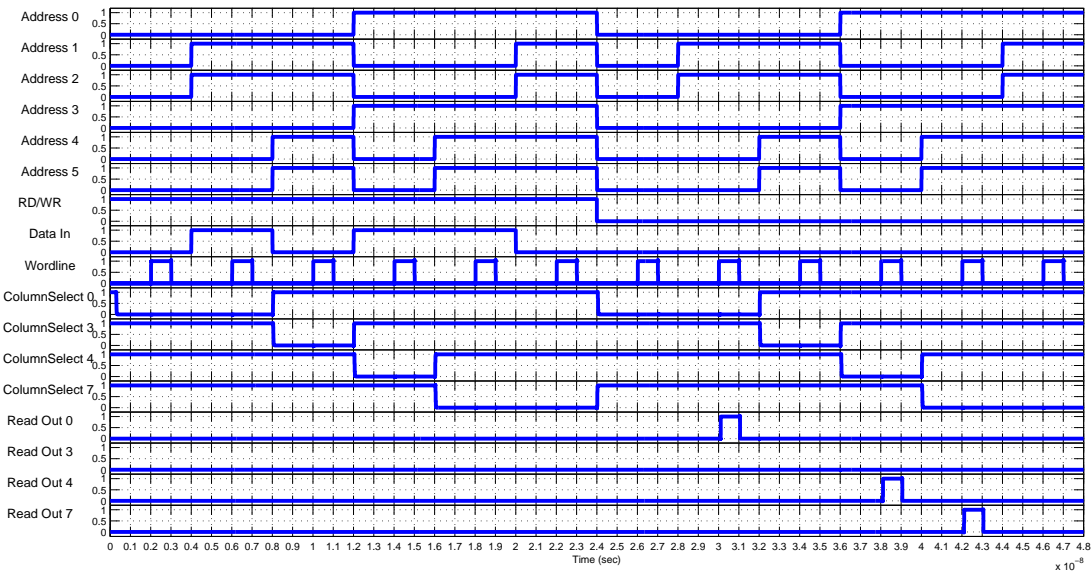 Address 0 1 0.5 0
Address 1 1 0.5 0
Address 2 1 0.5 0
Address 3 1 0.5 0
Address 4 1 0.5 0
Address 5 1 0.5 0
RD/WR 1 0.5 0
Data In 1 0.5 0
Wordline 1 0.5 0
ColumnSelect 0 1 0.5 0
ColumnSelect 3 1 0.5 0
ColumnSelect 4 1 0.5 0
ColumnSelect 7 1 0.5 0
Read Out 0 1 0.5 0
Read Out 3 1 0.5 0
Read Out 4 1 0.5 0
Read Out 7 1 0.5 0
0 0.1 0.2 0.3 0.4 0.5 0.6 0.7 0.8 0.9 1 1.1 1.2 1.3 1.4 1.5 1.6 1.7 1.8 1.9 2 2.1 2.2 2.3 2.4 2.5 2.6 2.7 2.8 2.9 3 3.1 3.2 3.3 3.4 3.5 3.6 3.7 3.8 3.9 4 4.1 4.2 4.3 4.4 4.5 4.6 4.7 4.8
Time (sec)
x 10⁻⁸